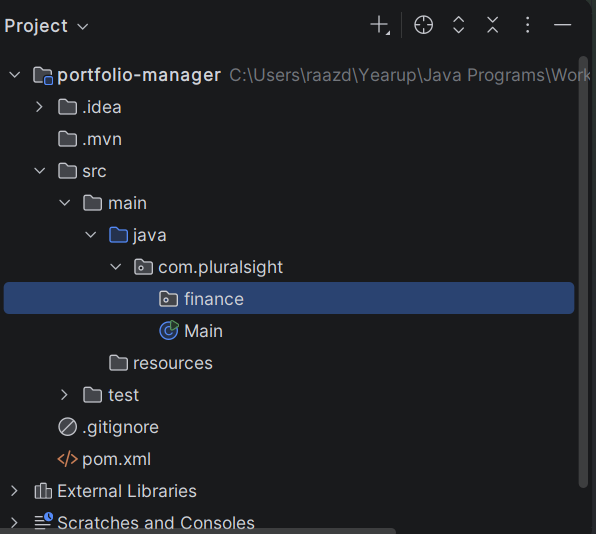 Project
portfolio-manager C:\Users\raazd\Yearup\Java Programs\Work
.idea
.mvn
src
main
java
com.pluralsight
finance
Main
resources
test
.gitignore
pom.xml
External Libraries
Scratches and Consoles